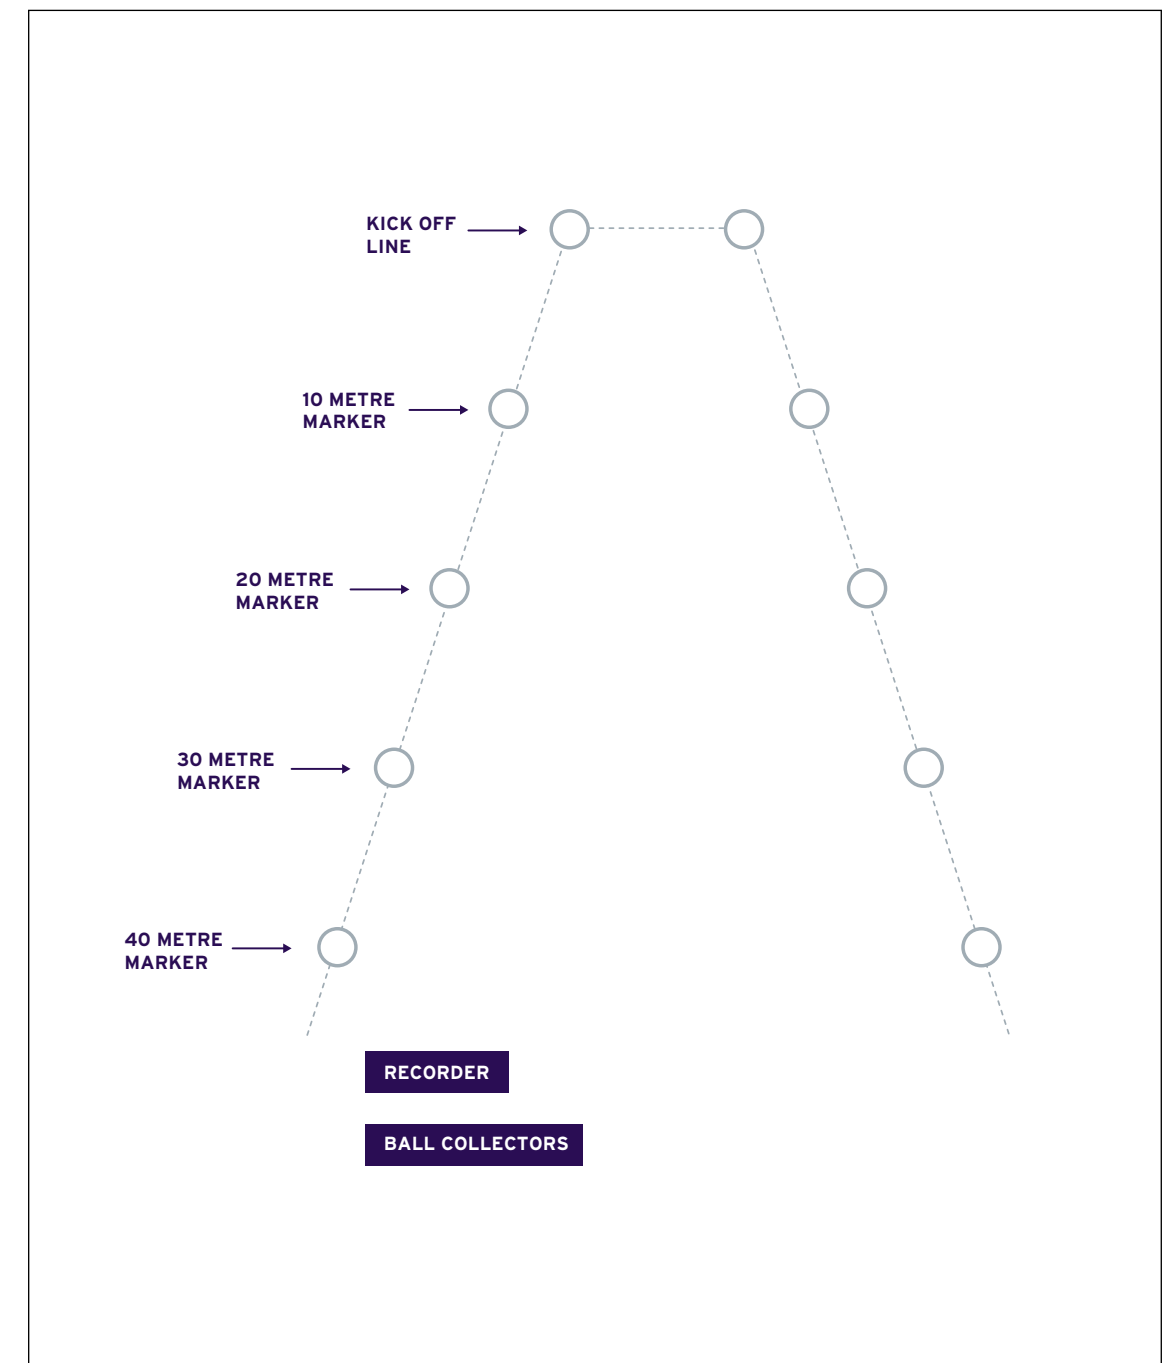 KICK OFF
LINE
10 METRE
MARKER
20 METRE
MARKER
30 METRE
MARKER
40 METRE
MARKER
RECORDER
BALL COLLECTORS